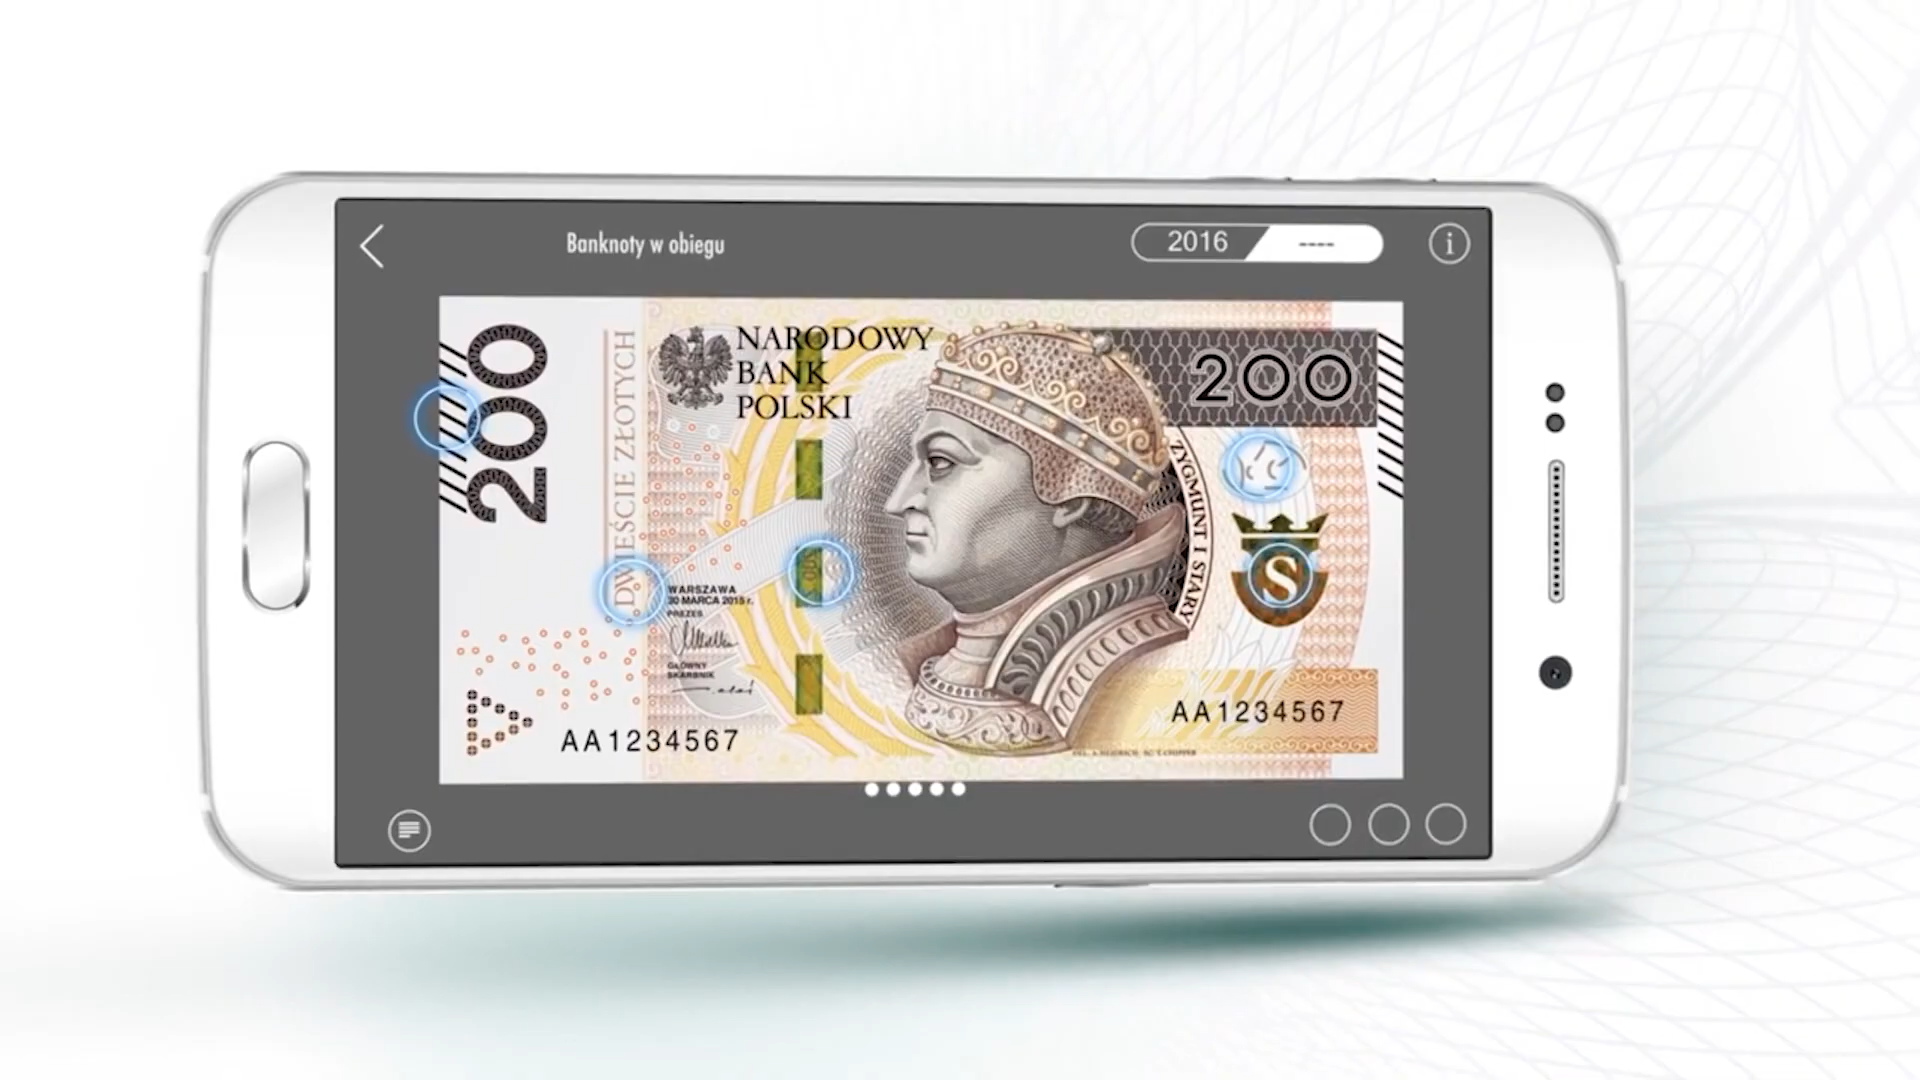 Banknoty w obiegu
2016
----
200
DWIEŚCIE ZŁOTYCH
NARODOWY
BANK
POLSKI
200
ZYGMUNT I STARY
S
WARSZAWA
30 MARCA 2015 r.
PREZES
GŁÓWNY
SKARBNIK
AA1234567
AA1234567